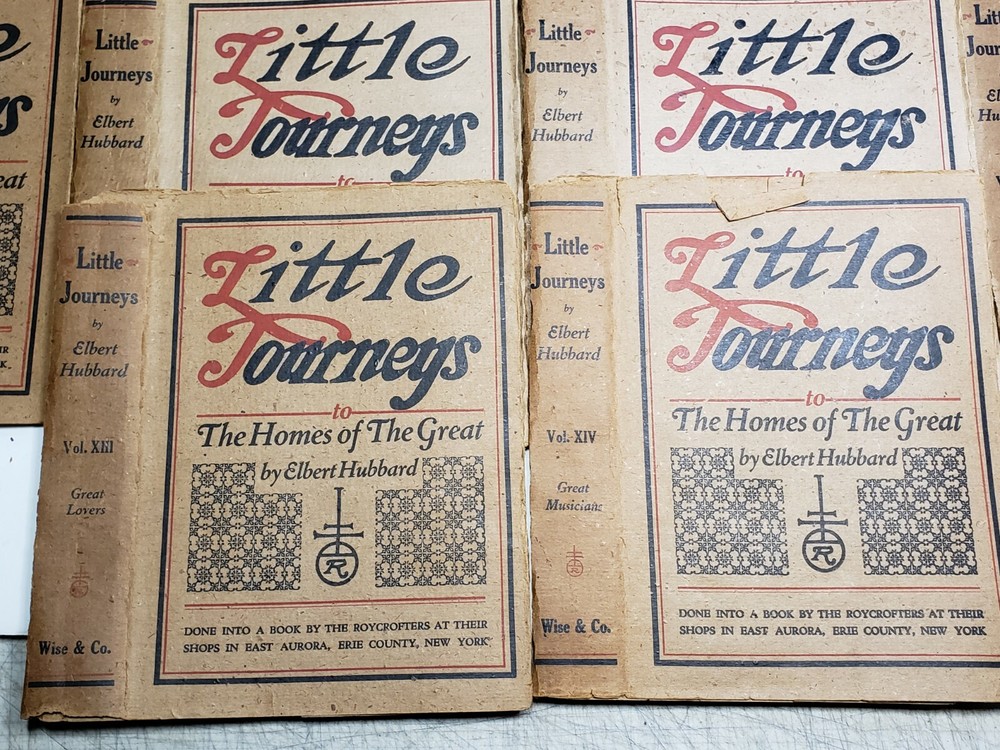 eat
IR
K.
Little
Journeys
by
Elbert
Hubbard
Little
Journeys
to
Little
Journeys
by
Elbert
Hubbard
Little
Journeys
to
Little
Journeys
by
Elbert
Hubbard
Vol. XIII
Great
Lovers
R
Wise & Co.
Little
Journeys
to
The Homes of The Great
by Elbert Hubbard
R
DONE INTO A BOOK BY THE ROYCROFTERS AT THEIR
SHOPS IN EAST AURORA, ERIE COUNTY, NEW YORK
Little
Journeys
by
Elbert
Hubbard
Vol. XIV
Great
Musicians
R
Wise & Co.
Little
Journeys
to
The Homes of The Great
by Elbert Hubbard
R
DONE INTO A BOOK BY THE ROYCROFTERS AT THEIR
SHOPS IN EAST AURORA, ERIE COUNTY, NEW YORK